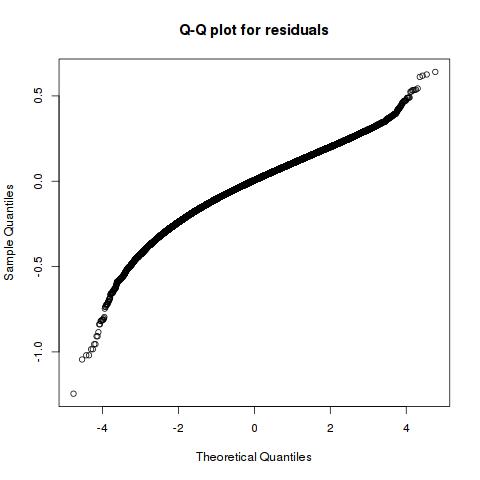 Q-Q plot for residuals
Sample Quantiles
0.5
0.0
-0.5
-1.0
-4 -2 0 2 4
Theoretical Quantiles